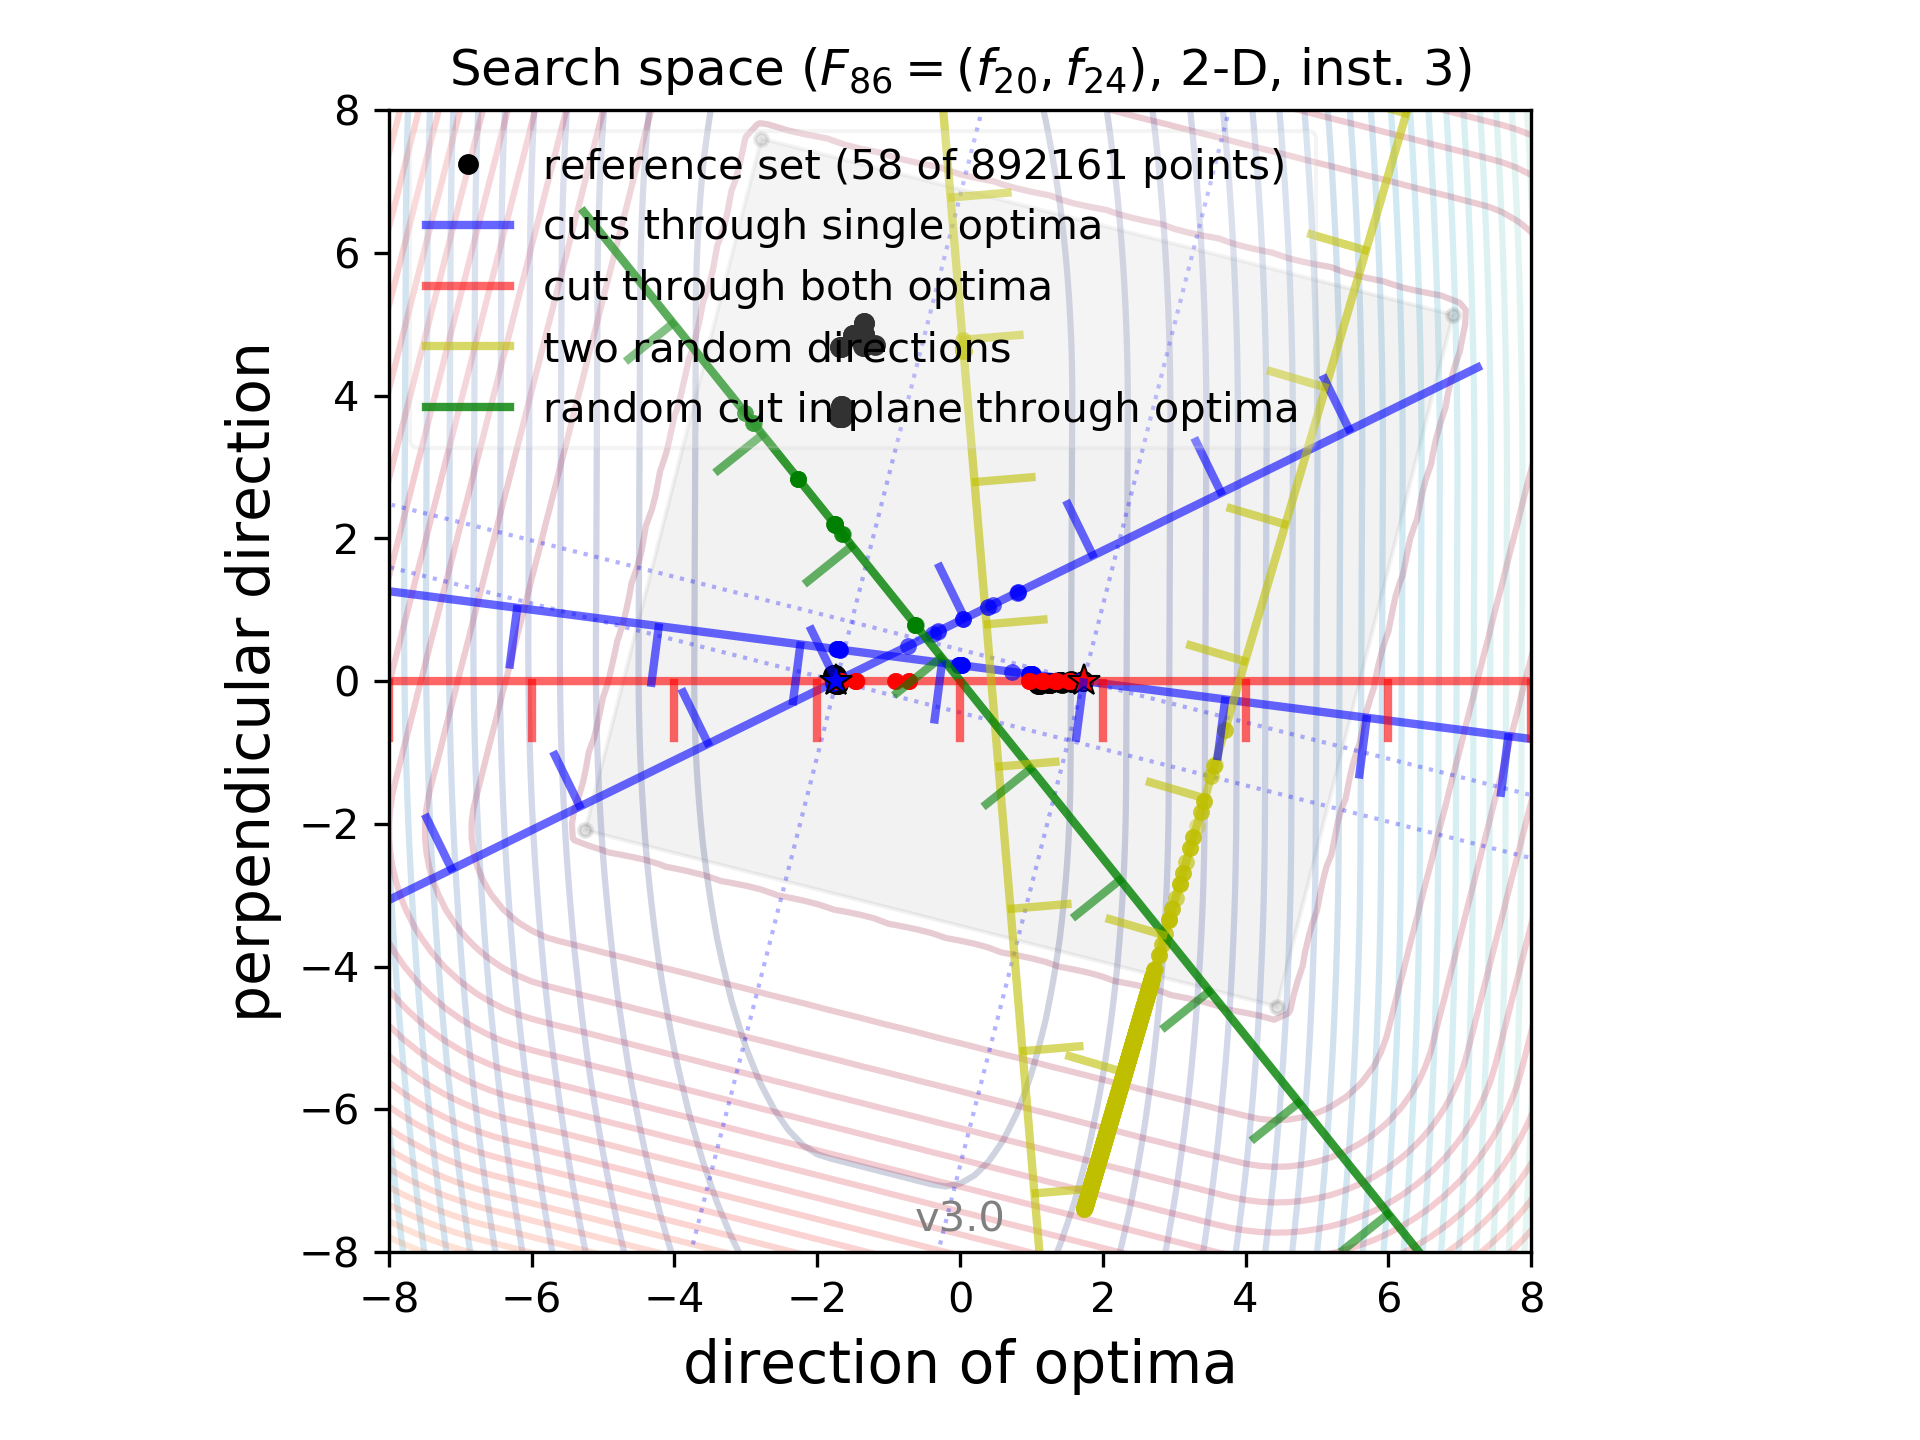 Search space (F86 = (f20, f24), 2-D, inst. 3)
8
6
4
2
0
−2
−4
−6
−8
perpendicular direction
reference set (58 of 892161 points)
cuts through single optima
cut through both optima
two random directions
random cut in plane through optima
v3.0
−8 −6 −4 −2 0 2 4 6 8
direction of optima